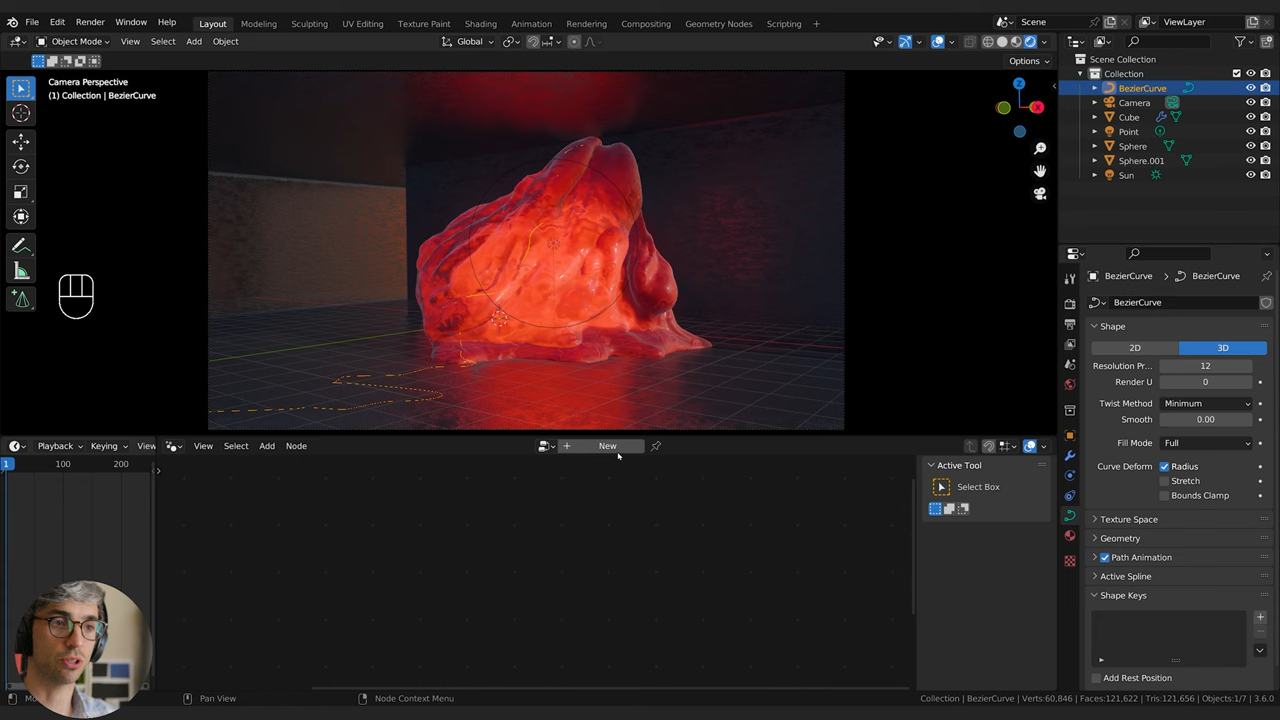 File Edit Render Window Help Layout Modeling Sculpting UV Editing Texture Paint Shading Animation Rendering Compositing Geometry Nodes Scripting + Scene ViewLayer
Object Mode View Select Add Object Global
Options
Camera Perspective
(1) Collection | BezierCurve
Z
X
Scene Collection
Collection
BezierCurve
Camera
Cube
Point
Sphere
Sphere.001
Sun
BezierCurve > BezierCurve
BezierCurve
Shape
2D 3D
Resolution Pr... 12
Render U 0
Twist Method Minimum
Smooth 0.00
Fill Mode Full
Curve Deform Radius
Stretch
Bounds Clamp
Texture Space
Geometry
Path Animation
Active Spline
Shape Keys
Add Rest Position
Playback Keying View View Select Add Node + New
1 100 200
Active Tool
Select Box
Pan View Node Context Menu Collection | BezierCurve | Verts:60,846 | Faces:121,622 | Tris:121,656 | Objects:1/7 | 3.6.0